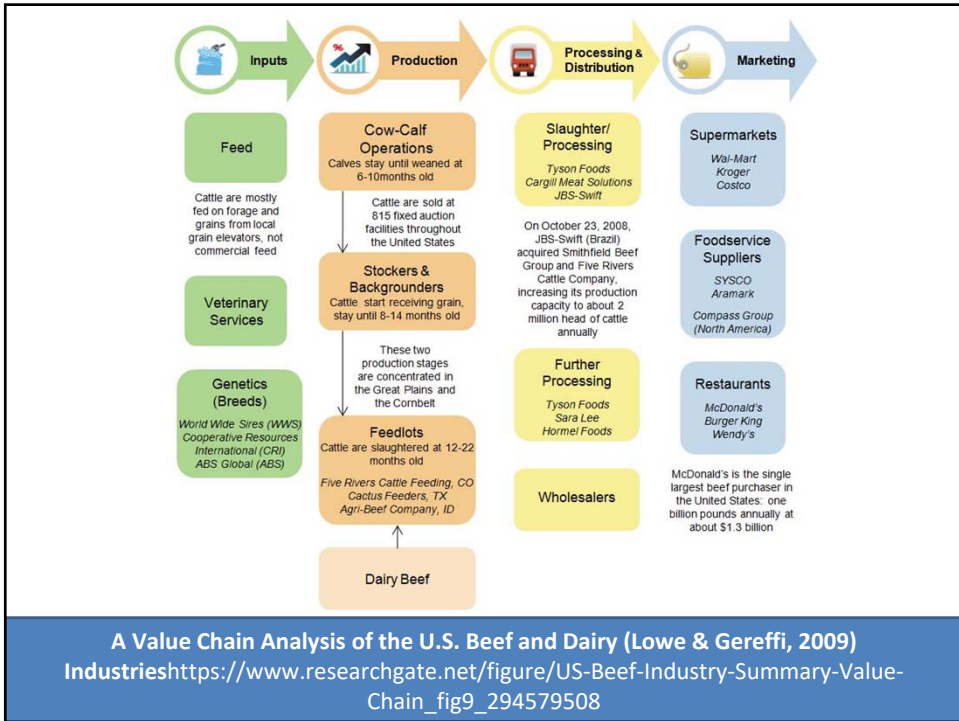 Inputs
Production
Processing &
Distribution
Marketing
Feed
Cattle are mostly
fed on forage and
grains from local
grain elevators, not
commercial feed
Veterinary
Services
Genetics
(Breeds)
World Wide Sires (WWS)
Cooperative Resources
International (CRI)
ABS Global (ABS)
%
Cow-Calf
Operations
Calves stay until weaned at
6-10months old
Cattle are sold at
815 fixed auction
facilities throughout
the United States
Stockers &
Backgrounders
Cattle start receiving grain,
stay until 8-14 months old
These two
production stages
are concentrated in
the Great Plains and
the Cornbelt
Feedlots
Cattle are slaughtered at 12-22
months old
Five Rivers Cattle Feeding, CO
Cactus Feeders, TX
Agri-Beef Company, ID
Dairy Beef
Slaughter/
Processing
Tyson Foods
Cargill Meat Solutions
JBS-Swift
On October 23, 2008,
JBS-Swift (Brazil)
acquired Smithfield Beef
Group and Five Rivers
Cattle Company,
increasing its production
capacity to about 2
million head of cattle
annually
Further
Processing
Tyson Foods
Sara Lee
Hormel Foods
Wholesalers
Supermarkets
Wal-Mart
Kroger
Costco
Foodservice
Suppliers
SYSCO
Aramark
Compass Group
(North America)
Restaurants
McDonald's
Burger King
Wendy's
McDonald's is the single
largest beef purchaser in
the United States: one
billion pounds annually at
about $1.3 billion
A Value Chain Analysis of the U.S. Beef and Dairy (Lowe & Gereffi, 2009)
Industrieshttps://www.researchgate.net/figure/US-Beef-Industry-Summary-Value-
Chain_fig9_294579508